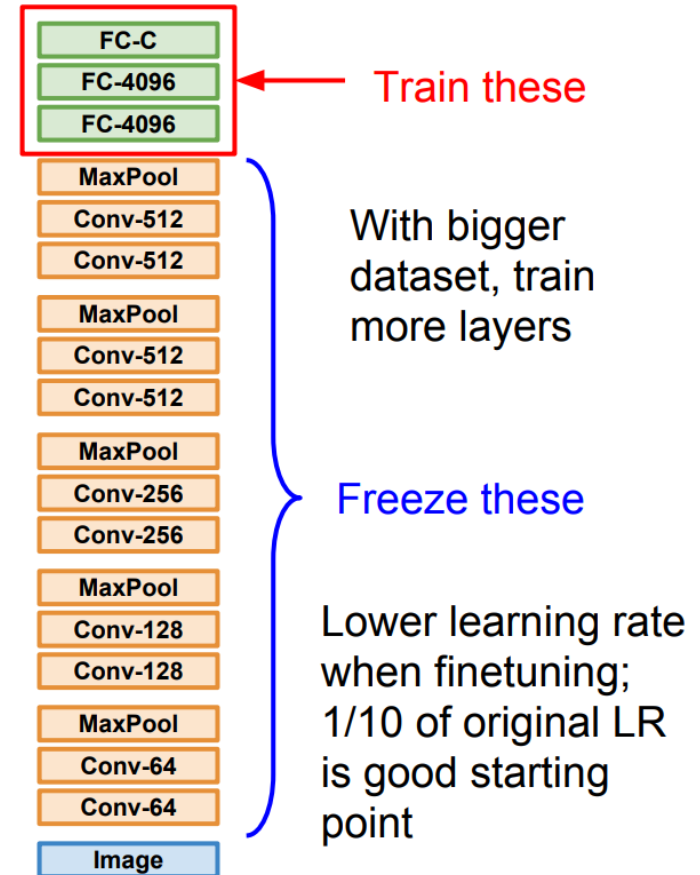 FC-C
FC-4096
FC-4096
Train these
MaxPool
Conv-512
Conv-512
With bigger
dataset, train
more layers
MaxPool
Conv-512
Conv-512
MaxPool
Conv-256
Conv-256
Freeze these
MaxPool
Conv-128
Conv-128
MaxPool
Conv-64
Conv-64
Lower learning rate
when finetuning;
1/10 of original LR
is good starting
point
Image